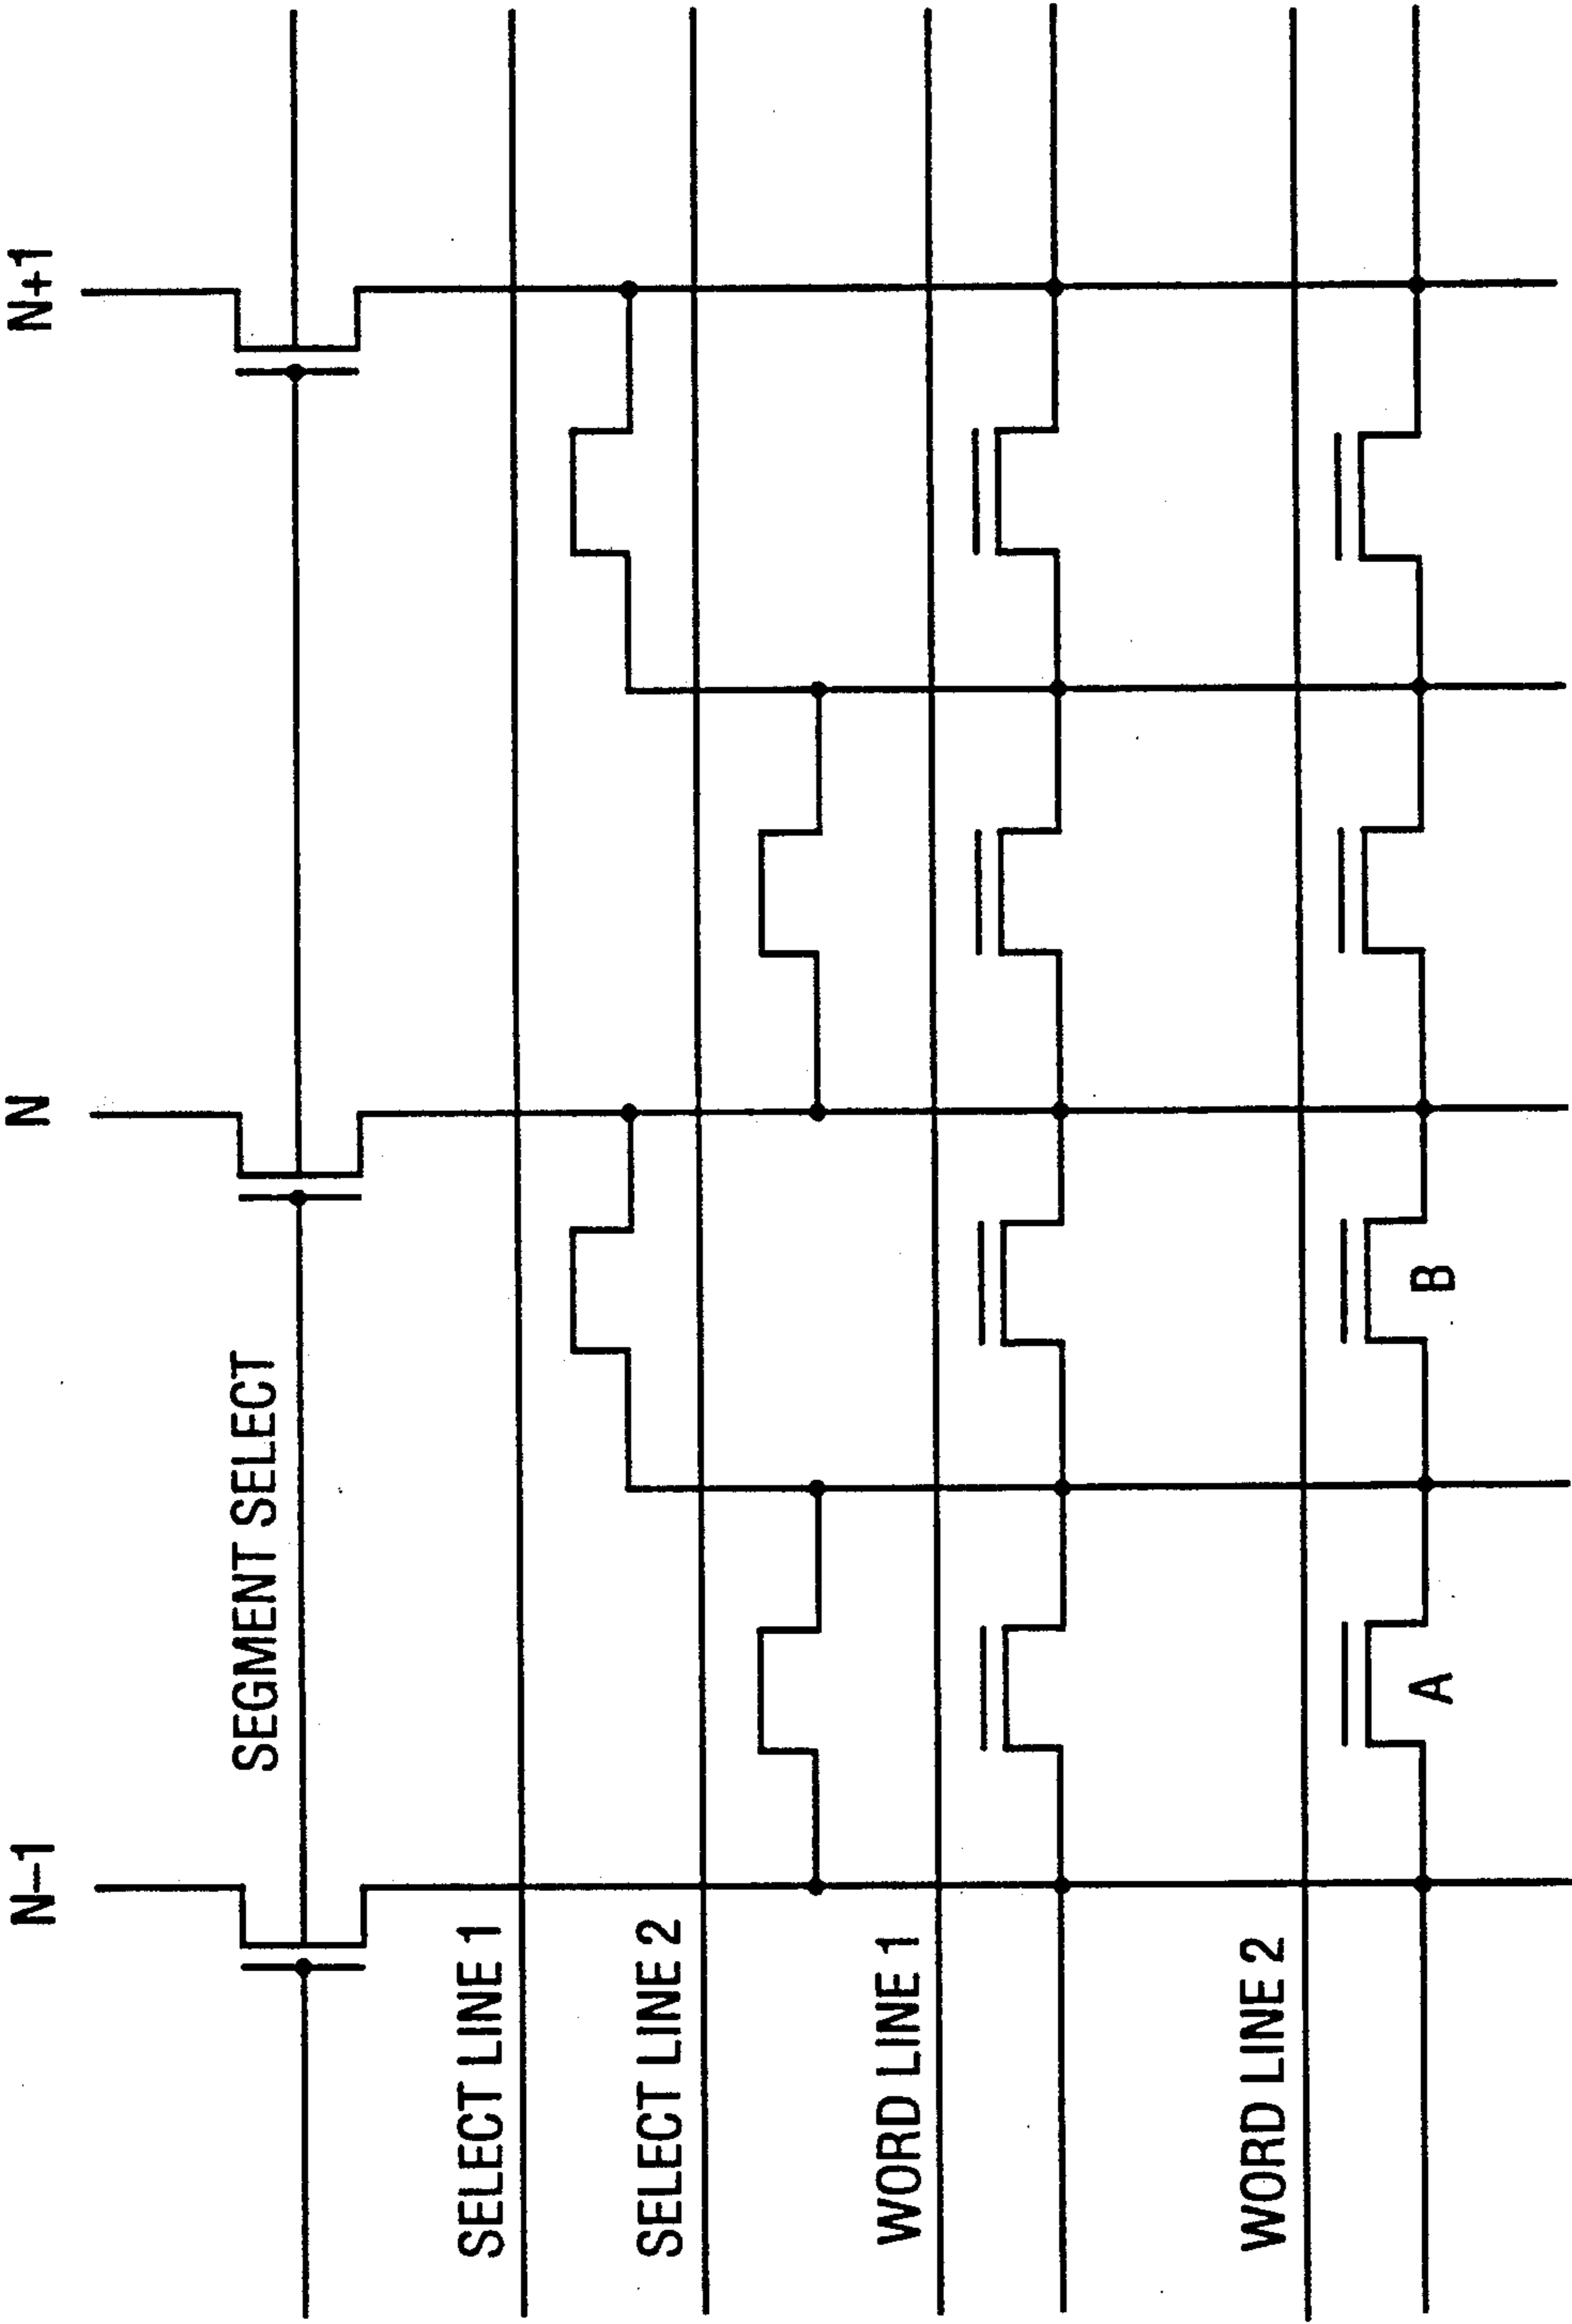 N-1
N
N+1
SEGMENT SELECT
SELECT LINE 1
SELECT LINE 2
WORD LINE 1
WORD LINE 2
A
B